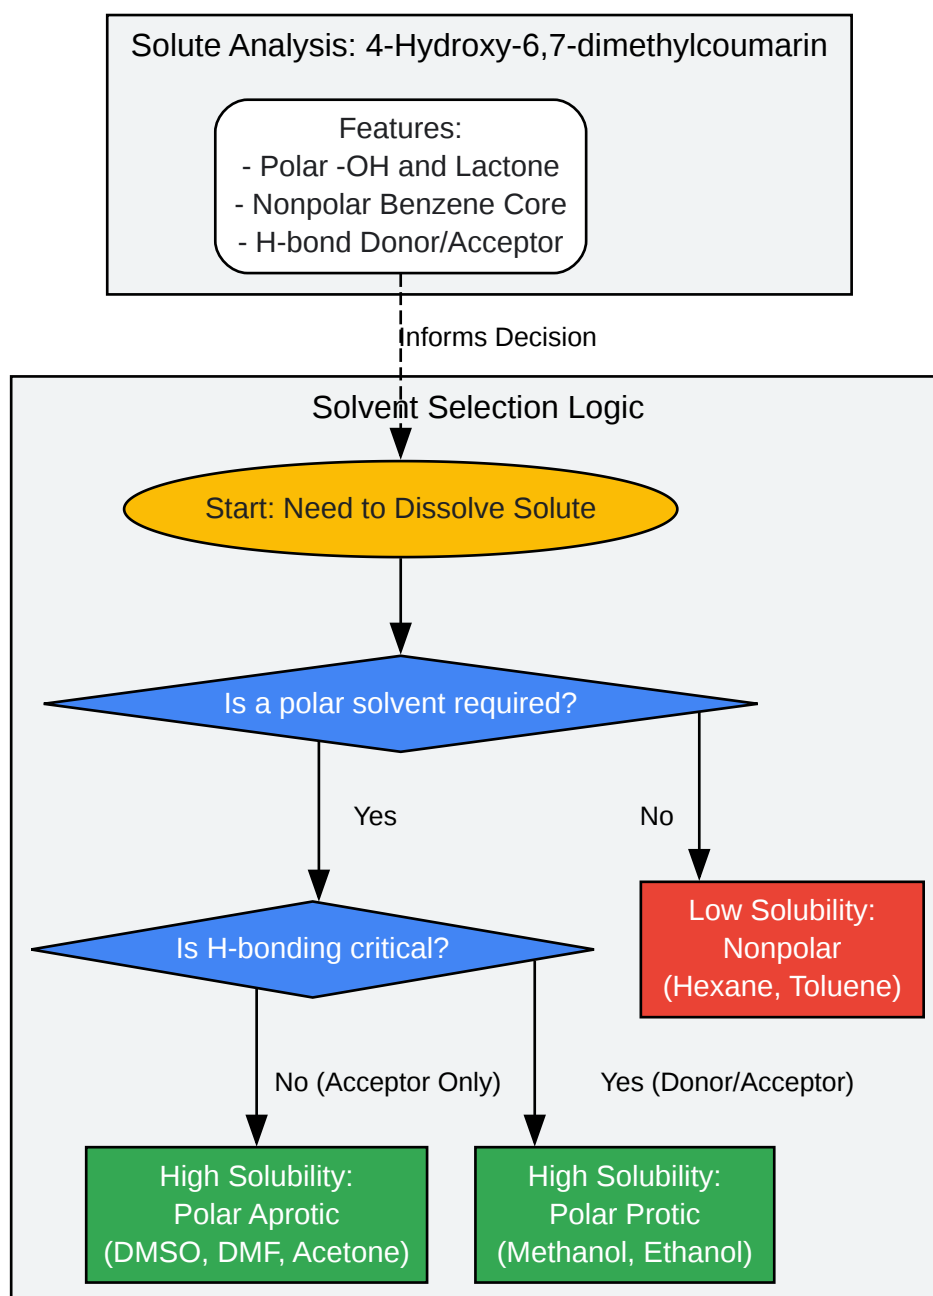 Solute Analysis: 4-Hydroxy-6,7-dimethylcoumarin
Features:
- Polar -OH and Lactone
- Nonpolar Benzene Core
- H-bond Donor/Acceptor
Informs Decision
Solvent Selection Logic
Start: Need to Dissolve Solute
Is a polar solvent required?
Yes
No
Low Solubility:
Nonpolar
(Hexane, Toluene)
Is H-bonding critical?
No (Acceptor Only)
Yes (Donor/Acceptor)
High Solubility:
Polar Aprotic
(DMSO, DMF, Acetone)
High Solubility:
Polar Protic
(Methanol, Ethanol)